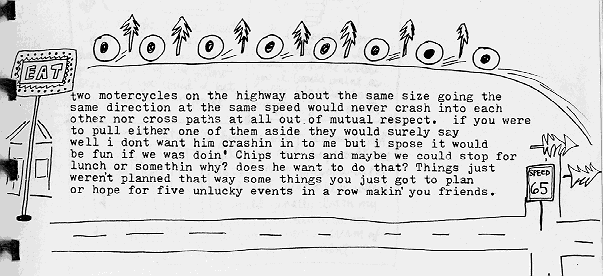 EAT
two motercycles on the highway about the same size going the
same direction at the same speed would never crash into each
other nor cross paths at all out of mutual respect. if you were
to pull either one of them aside they would surely say
well i dont want him crashin in to me but i spose it would
be fun if we was doin' Chips turns and maybe we could stop for
lunch or somethin why? does he want to do that? Things just
weren't planned that way some things you just got to plan
or hope for five unlucky events in a row makin' you friends.
SPEED
65